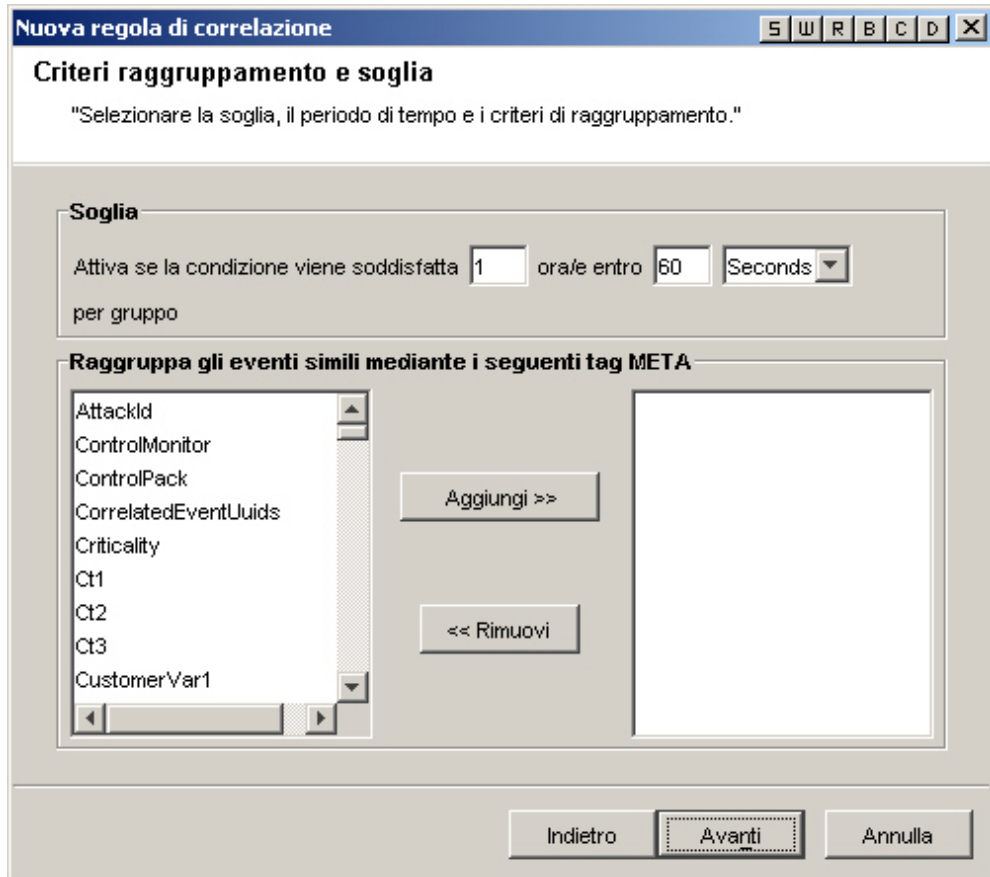 Nuova regola di correlazione S W R B C D
Criteri raggruppamento e soglia
"Selezionare la soglia, il periodo di tempo e i criteri di raggruppamento."
Soglia
Attiva se la condizione viene soddisfatta 1 ora/e entro 60 Seconds
per gruppo
Raggruppa gli eventi simili mediante i seguenti tag META
AttackId
ControlMonitor
ControlPack
CorrelatedEventUuids
Criticality
Ct1
Ct2
Ct3
CustomerVar1
Aggiungi >>
<< Rimuovi
Indietro Avanti Annulla